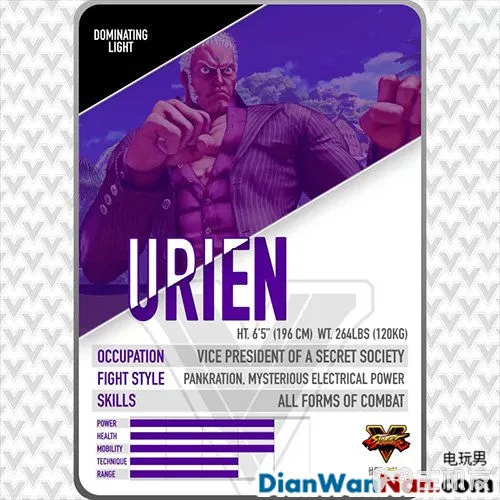 DOMINATING
LIGHT
URIEN
HT. 6'5" (196 CM) WT. 264LBS (120KG)
OCCUPATION VICE PRESIDENT OF A SECRET SOCIETY
FIGHT STYLE PANKRATION, MYSTERIOUS ELECTRICAL POWER
SKILLS ALL FORMS OF COMBAT
POWER
HEALTH
MOBILITY
TECHNIQUE
RANGE
STREET
V
电玩男
DianWanNan.com